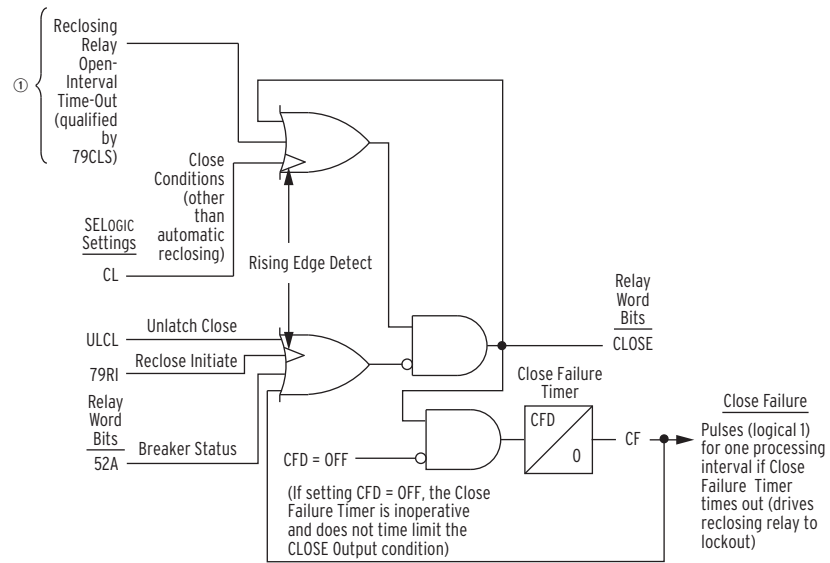 Reclosing
Relay
Open-
Interval
Time-Out
(qualified
by
79CLS)
①
Close
Conditions
(other
than
automatic
reclosing)
SELOGIC
Settings
CL
Rising Edge Detect
ULCL
Unlatch Close
79RI
Reclose Initiate
Relay
Word
Bits
52A
Breaker Status
Relay
Word
Bits
CLOSE
Close Failure
Timer
CFD
0
CF
CFD = OFF
(If setting CFD = OFF, the Close
Failure Timer is inoperative
and does not time limit the
CLOSE Output condition)
Close Failure
Pulses (logical 1)
for one processing
interval if Close
Failure Timer
times out (drives
reclosing relay to
lockout)